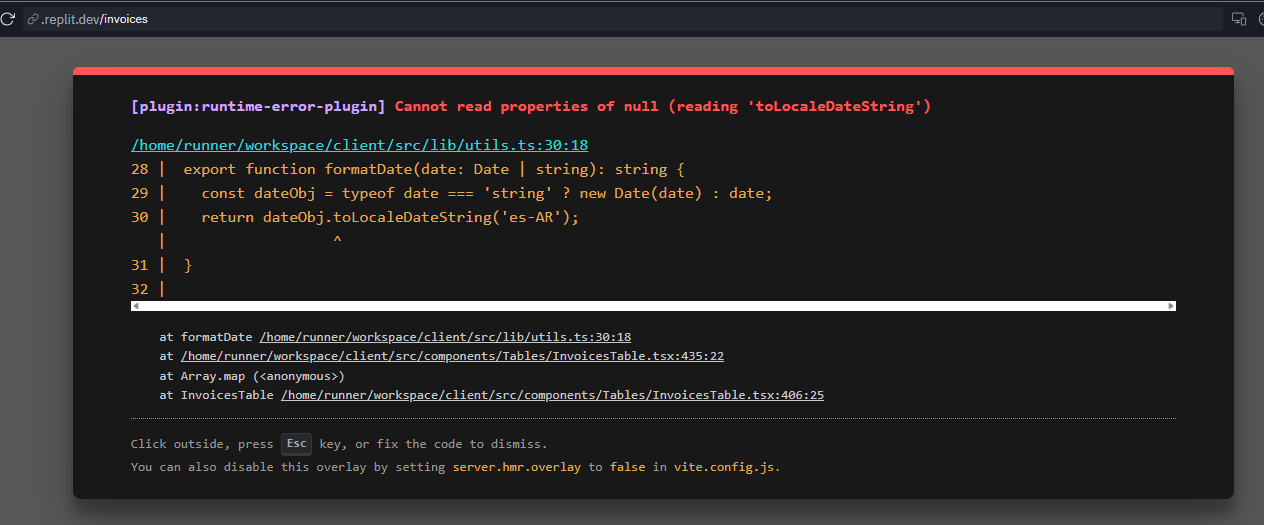 .replit.dev/invoices
[plugin:runtime-error-plugin] Cannot read properties of null (reading 'toLocaleDateString')
/home/runner/workspace/client/src/lib/utils.ts:30:18
28 | export function formatDate(date: Date | string): string {
29 |   const dateObj = typeof date === 'string' ? new Date(date) : date;
30 |   return dateObj.toLocaleDateString('es-AR');
   |                  ^
31 | }
32 |
at formatDate /home/runner/workspace/client/src/lib/utils.ts:30:18
at /home/runner/workspace/client/src/components/Tables/InvoicesTable.tsx:435:22
at Array.map (<anonymous>)
at InvoicesTable /home/runner/workspace/client/src/components/Tables/InvoicesTable.tsx:406:25
Click outside, press Esc key, or fix the code to dismiss.
You can also disable this overlay by setting server.hmr.overlay to false in vite.config.js.